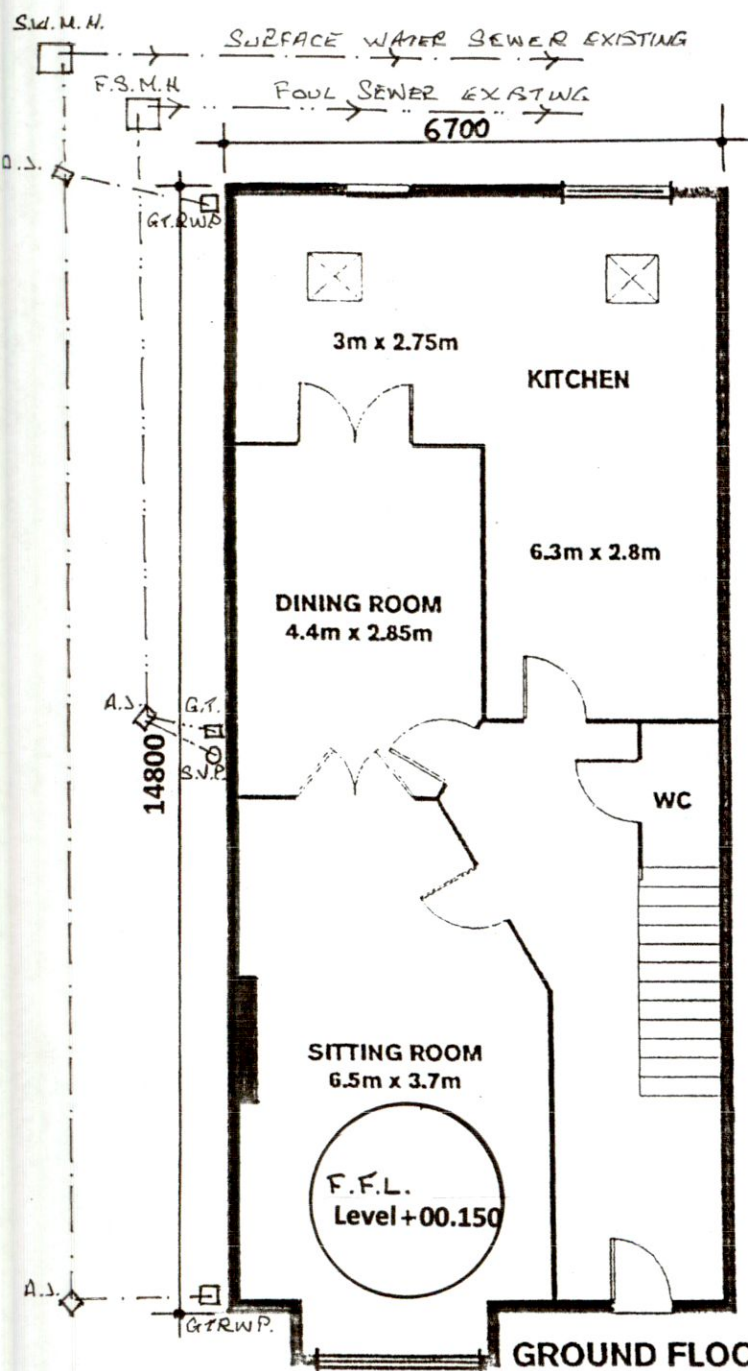 S.W.M.H.
SURFACE WATER SEWER EXISTING
F.S.M.H
FOUL SEWER EXISTING
6700
A.J.
GT.RWP
3m x 2.75m
KITCHEN
6.3m x 2.8m
DINING ROOM
4.4m x 2.85m
A.J.
G.T.
S.V.P.
14800
WC
SITTING ROOM
6.5m x 3.7m
F.F.L.
Level+00.150
A.J.
GTRWP.
GROUND FLOO